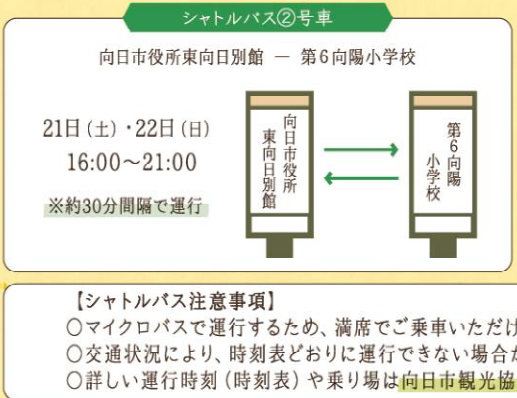 シャトルバス②号車
向日市役所東向日別館 ― 第6向陽小学校
21日(土)・22日(日)
16:00～21:00
※約30分間隔で運行
向日市役所
東向日別館
第6向陽
小学校
【シャトルバス注意事項】
○マイクロバスで運行するため、満席でご乗車いただけ
○交通状況により、時刻表どおりに運行できない場合が
○詳しい運行時刻(時刻表)や乗り場は向日市観光協